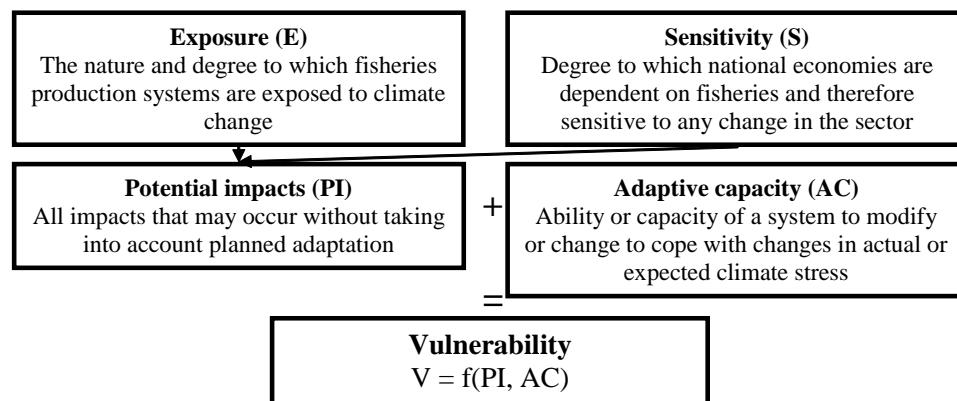 Exposure (E)
The nature and degree to which fisheries
production systems are exposed to climate
change
Sensitivity (S)
Degree to which national economies are
dependent on fisheries and therefore
sensitive to any change in the sector
Potential impacts (PI)
All impacts that may occur without taking
into account planned adaptation
+
Adaptive capacity (AC)
Ability or capacity of a system to modify
or change to cope with changes in actual or
expected climate stress
=
Vulnerability
V = f(PI, AC)